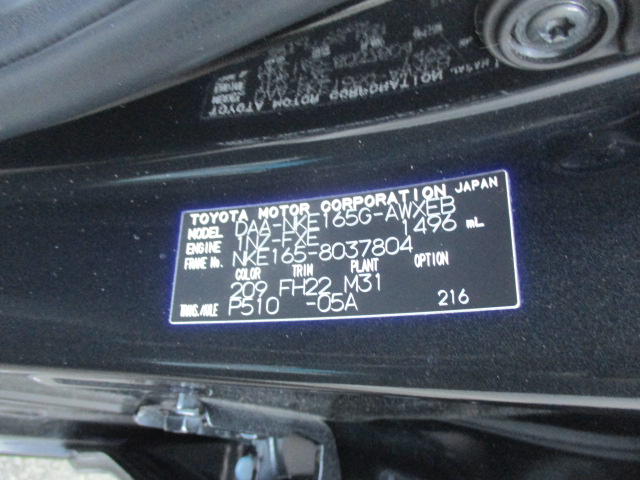 TOYOTA MOTOR CORPORATION JAPAN
MODEL DAA-NKE165G-AWXEB
ENGINE 1NZ-FXE 1496 mL
FRAME No. NKE165-8037804
COLOR TRIM PLANT OPTION
209 FH22 M31
TRANS./AXLE P510 -05A 216